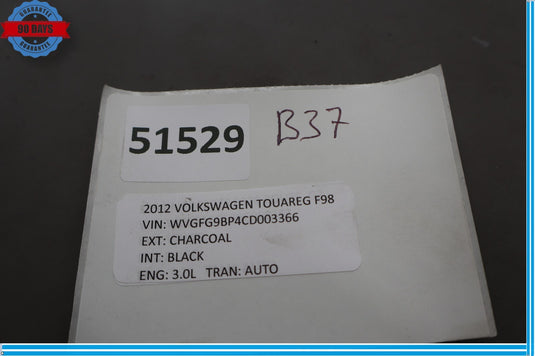 GUARANTEE
90 DAYS
GUARANTEE
51529
B37
2012 VOLKSWAGEN TOUAREG F98
VIN: WVGFG9BP4CD003366
EXT: CHARCOAL
INT: BLACK
ENG: 3.0L TRAN: AUTO